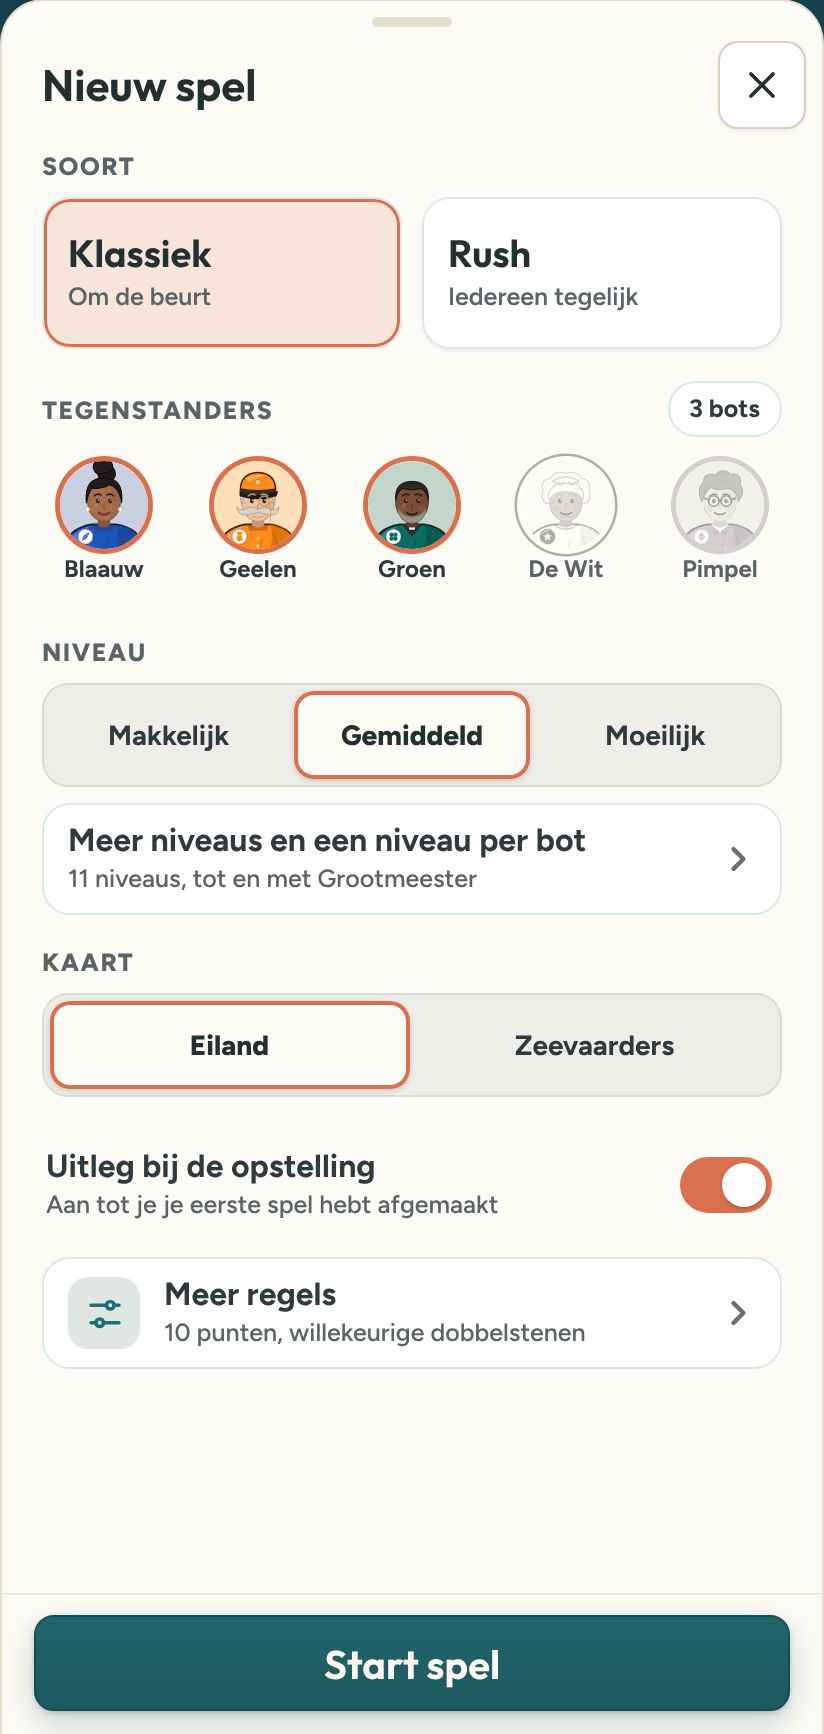 Nieuw spel
SOORT
Klassiek
Om de beurt
Rush
Iedereen tegelijk
TEGENSTANDERS
3 bots
Blaauw
Geelen
Groen
De Wit
Pimpel
NIVEAU
Makkelijk
Gemiddeld
Moeilijk
Meer niveaus en een niveau per bot
11 niveaus, tot en met Grootmeester
KAART
Eiland
Zeevaarders
Uitleg bij de opstelling
Aan tot je je eerste spel hebt afgemaakt
Meer regels
10 punten, willekeurige dobbelstenen
Start spel